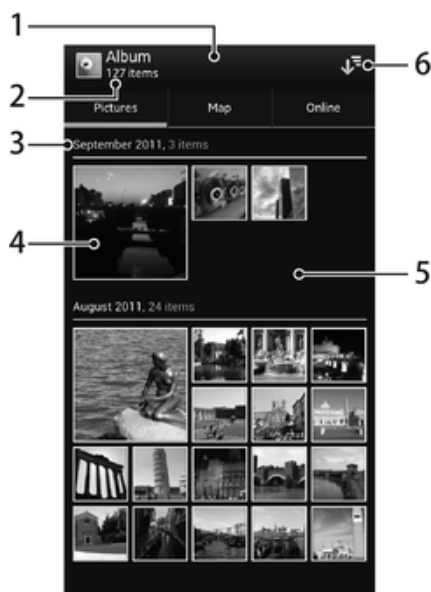 1
Album
127 items
6
2
Pictures Map Online
3
September 2011, 3 items
4
5
August 2011, 24 items